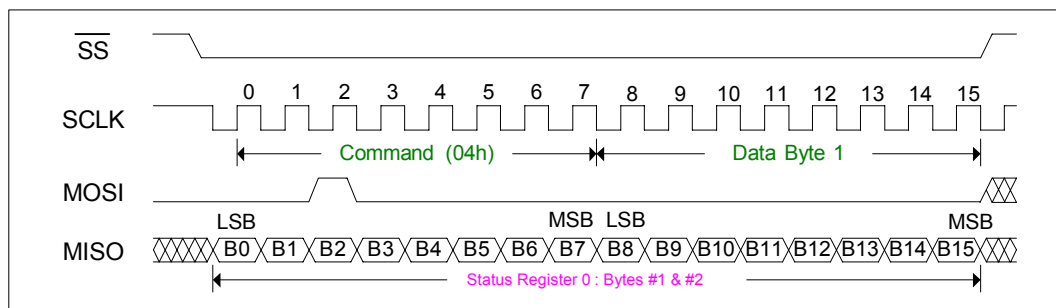 SS
0 1 2 3 4 5 6 7 8 9 10 11 12 13 14 15
SCLK
Command (04h) Data Byte 1
MOSI
LSB MSB LSB MSB
MISO B0 B1 B2 B3 B4 B5 B6 B7 B8 B9 B10 B11 B12 B13 B14 B15
Status Register 0 : Bytes #1 & #2